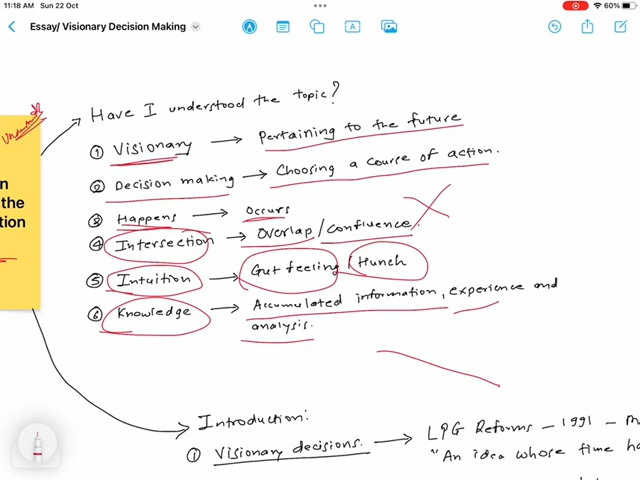 11:18 AM Sun 22 Oct
60%
Essay/ Visionary Decision Making
Have I understood the topic?
① Visionary → Pertaining to the future
② Decision making → Choosing a course of action.
③ Happens → Occurs
④ Intersection → Overlap / Confluence
⑤ Intuition → Gut feeling / Hunch
⑥ Knowledge → Accumulated information, experience and
analysis.
n
the
tion
Introduction:
① Visionary decisions. → LPG Reforms – 1991 – M
"An idea whose time ha